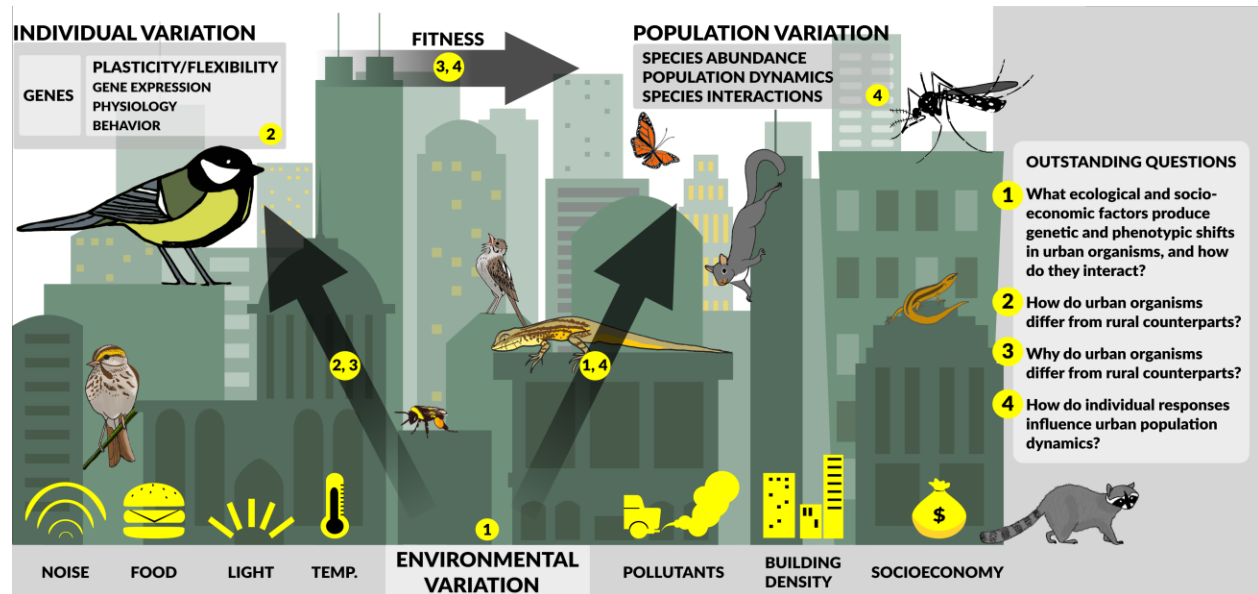 INDIVIDUAL VARIATION
GENES
PLASTICITY/FLEXIBILITY
GENE EXPRESSION
PHYSIOLOGY
BEHAVIOR
2
FITNESS
3, 4
POPULATION VARIATION
SPECIES ABUNDANCE
POPULATION DYNAMICS
SPECIES INTERACTIONS
4
2, 3
1, 4
OUTSTANDING QUESTIONS
1 What ecological and socio-
economic factors produce
genetic and phenotypic shifts
in urban organisms, and how
do they interact?
2 How do urban organisms
differ from rural counterparts?
3 Why do urban organisms
differ from rural counterparts?
4 How do individual responses
influence urban population
dynamics?
$
1
NOISE
FOOD
LIGHT
TEMP.
ENVIRONMENTAL
VARIATION
POLLUTANTS
BUILDING
DENSITY
SOCIOECONOMY